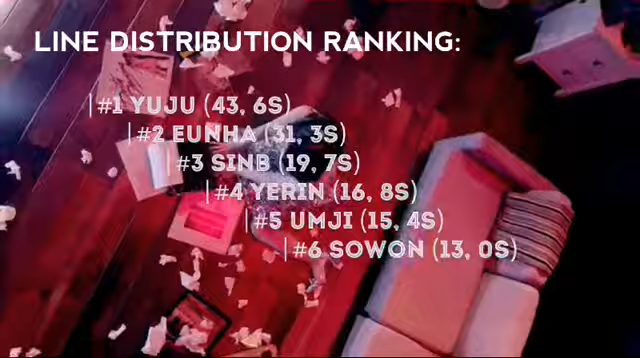 LINE DISTRIBUTION RANKING:
|#1 YUJU (43, 6S)
|#2 EUNHA (31, 3S)
|#3 SINB (19, 7S)
|#4 YERIN (16, 8S)
|#5 UMJI (15, 4S)
|#6 SOWON (13, 0S)